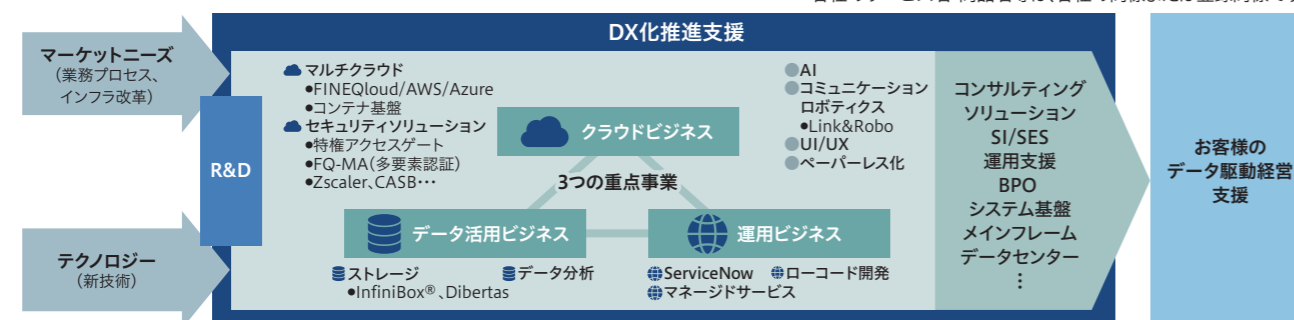 DX化推進支援
マーケットニーズ
(業務プロセス、
インフラ改革)
R&D
テクノロジー
(新技術)
マルチクラウド
●FINEQloud/AWS/Azure
●コンテナ基盤
セキュリティソリューション
●特権アクセスゲート
●FQ-MA(多要素認証)
●Zscaler、CASB…
クラウドビジネス
●AI
●コミュニケーション
ロボティクス
●Link&Robo
●UI/UX
●ペーパーレス化
3つの重点事業
データ活用ビジネス
運用ビジネス
ストレージ
●InfiniBox®、Dibertas
データ分析
ServiceNow
ローコード開発
マネージドサービス
コンサルティング
ソリューション
SI/SES
運用支援
BPO
システム基盤
メインフレーム
データセンター
⋮
お客様の
データ駆動経営
支援